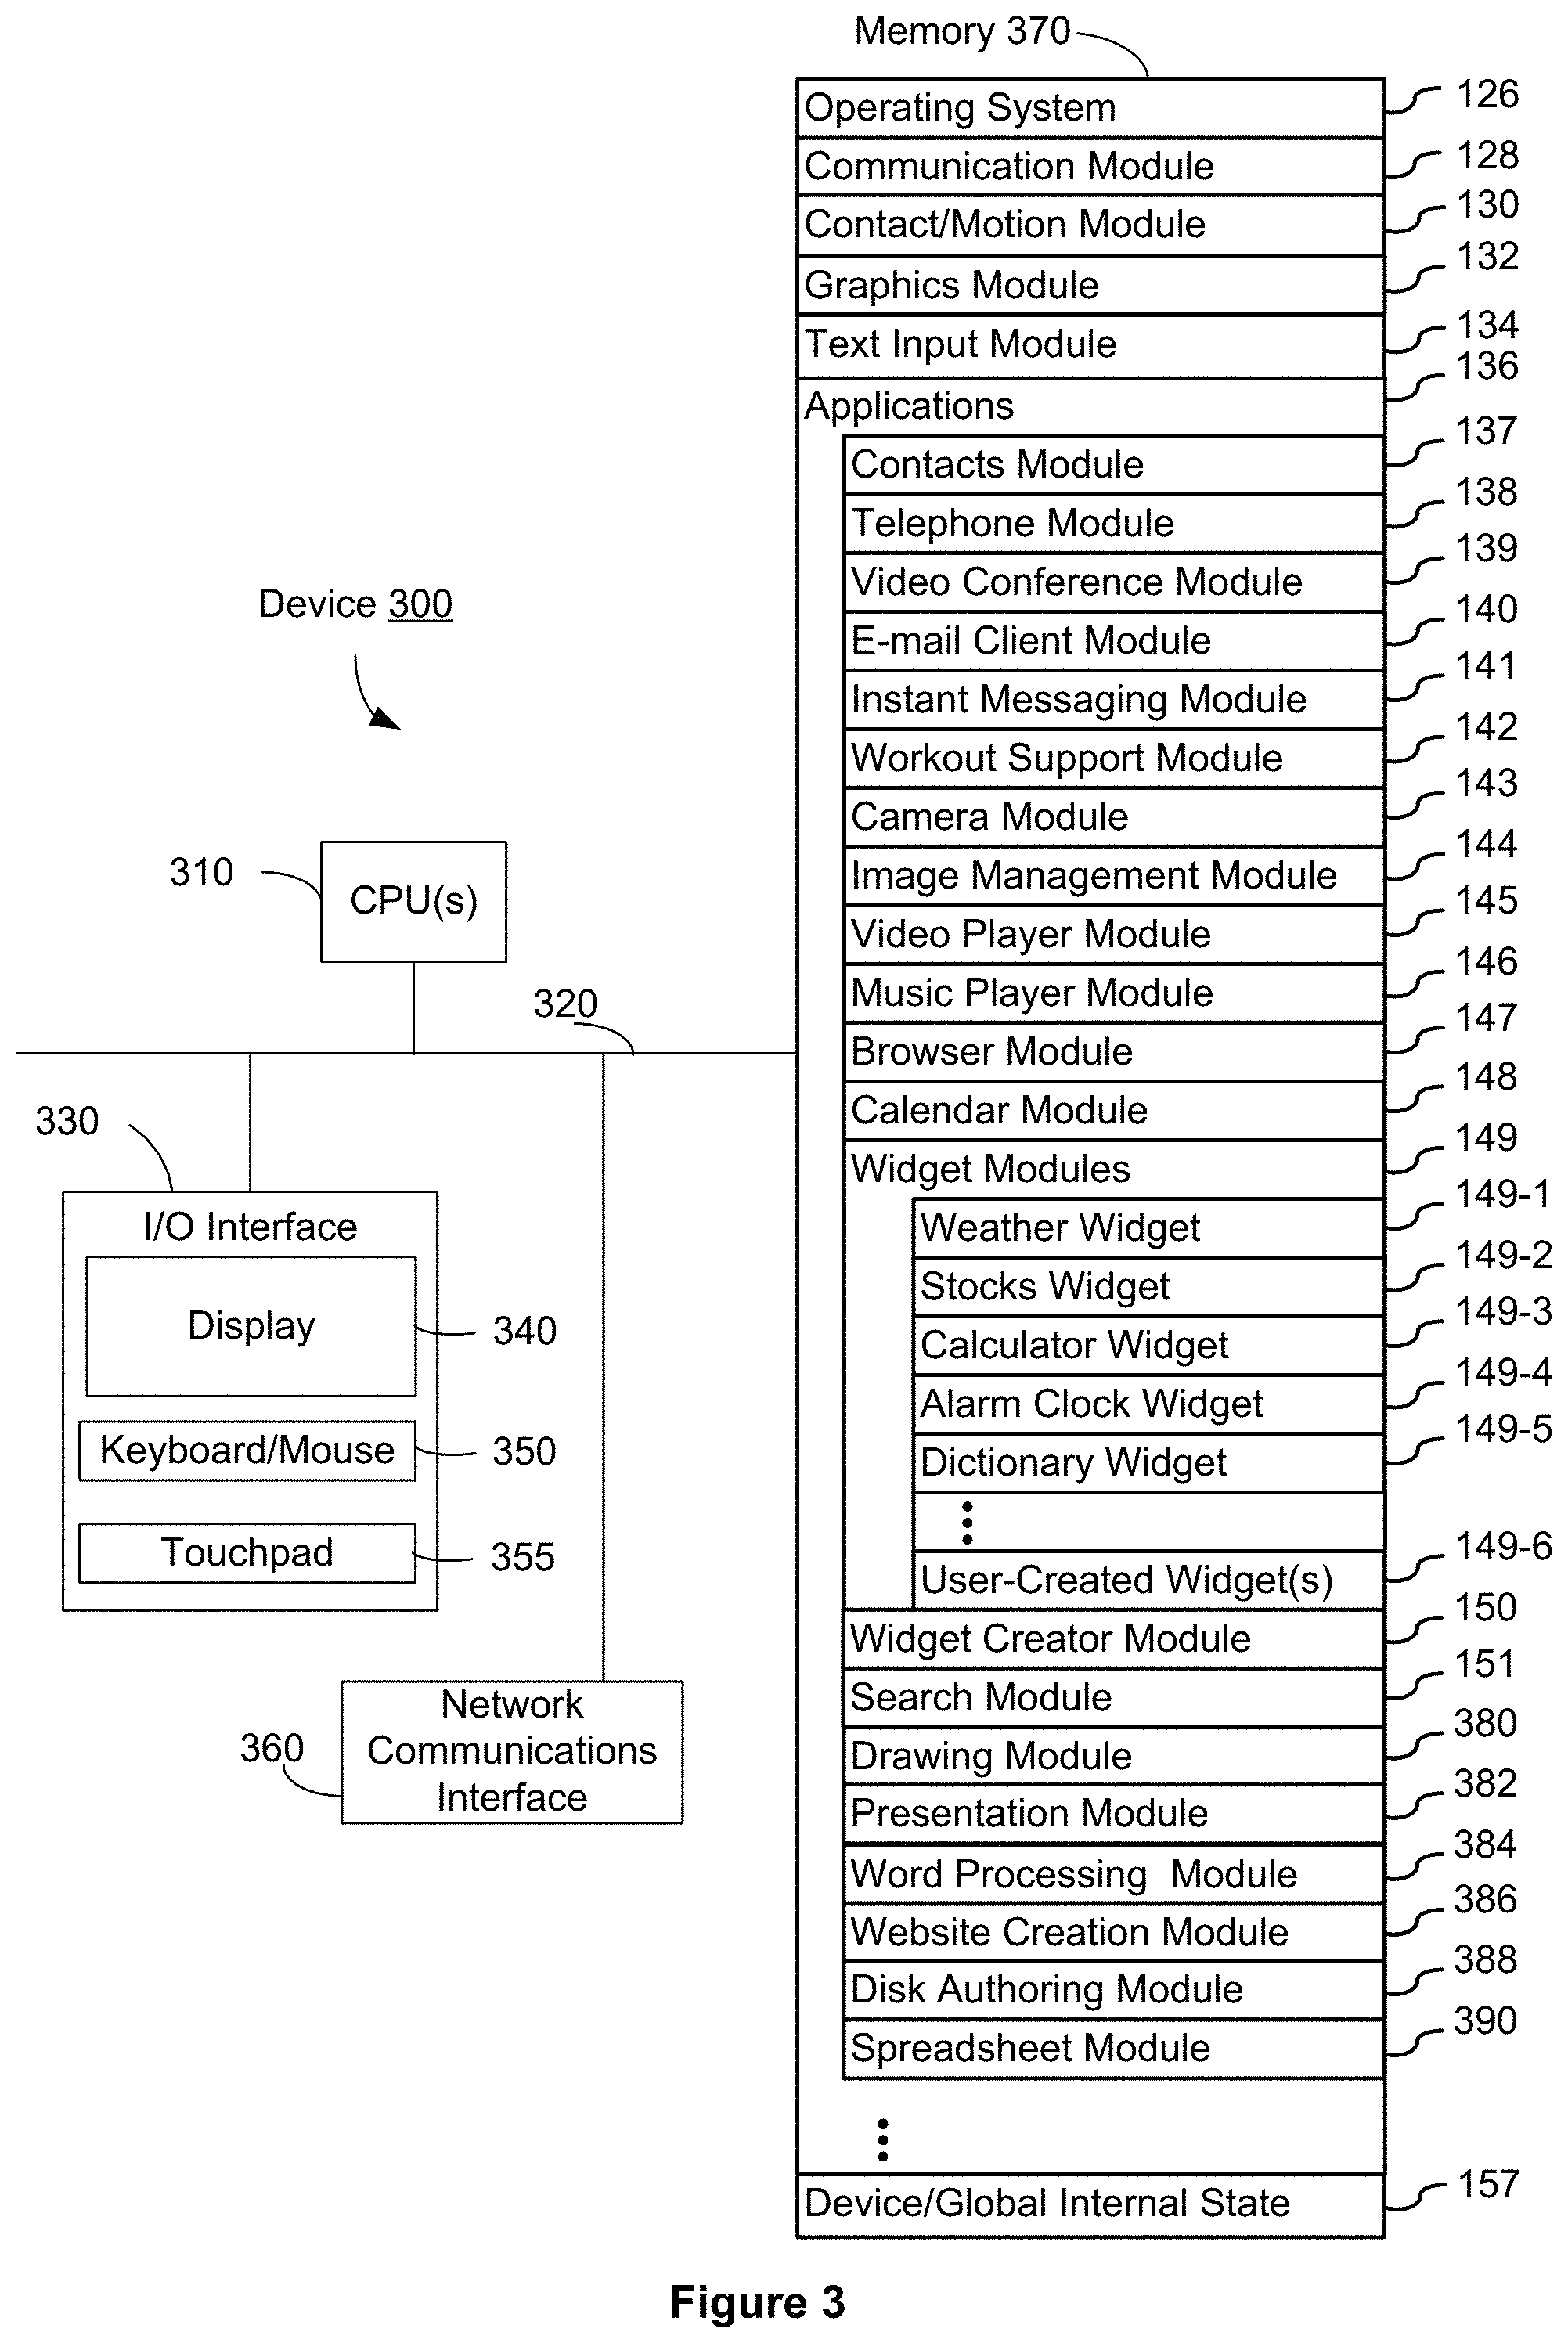 Memory 370
Operating System 126
Communication Module 128
Contact/Motion Module 130
Graphics Module 132
Text Input Module 134
Applications 136
Contacts Module 137
Telephone Module 138
Video Conference Module 139
E-mail Client Module 140
Instant Messaging Module 141
Workout Support Module 142
Camera Module 143
Image Management Module 144
Video Player Module 145
Music Player Module 146
Browser Module 147
Calendar Module 148
Widget Modules 149
Weather Widget 149-1
Stocks Widget 149-2
Calculator Widget 149-3
Alarm Clock Widget 149-4
Dictionary Widget 149-5
User-Created Widget(s) 149-6
Widget Creator Module 150
Search Module 151
Drawing Module 380
Presentation Module 382
Word Processing Module 384
Website Creation Module 386
Disk Authoring Module 388
Spreadsheet Module 390
Device/Global Internal State 157
Device 300
310
CPU(s)
320
330
I/O Interface
Display 340
Keyboard/Mouse 350
Touchpad 355
360
Network
Communications
Interface
Figure 3